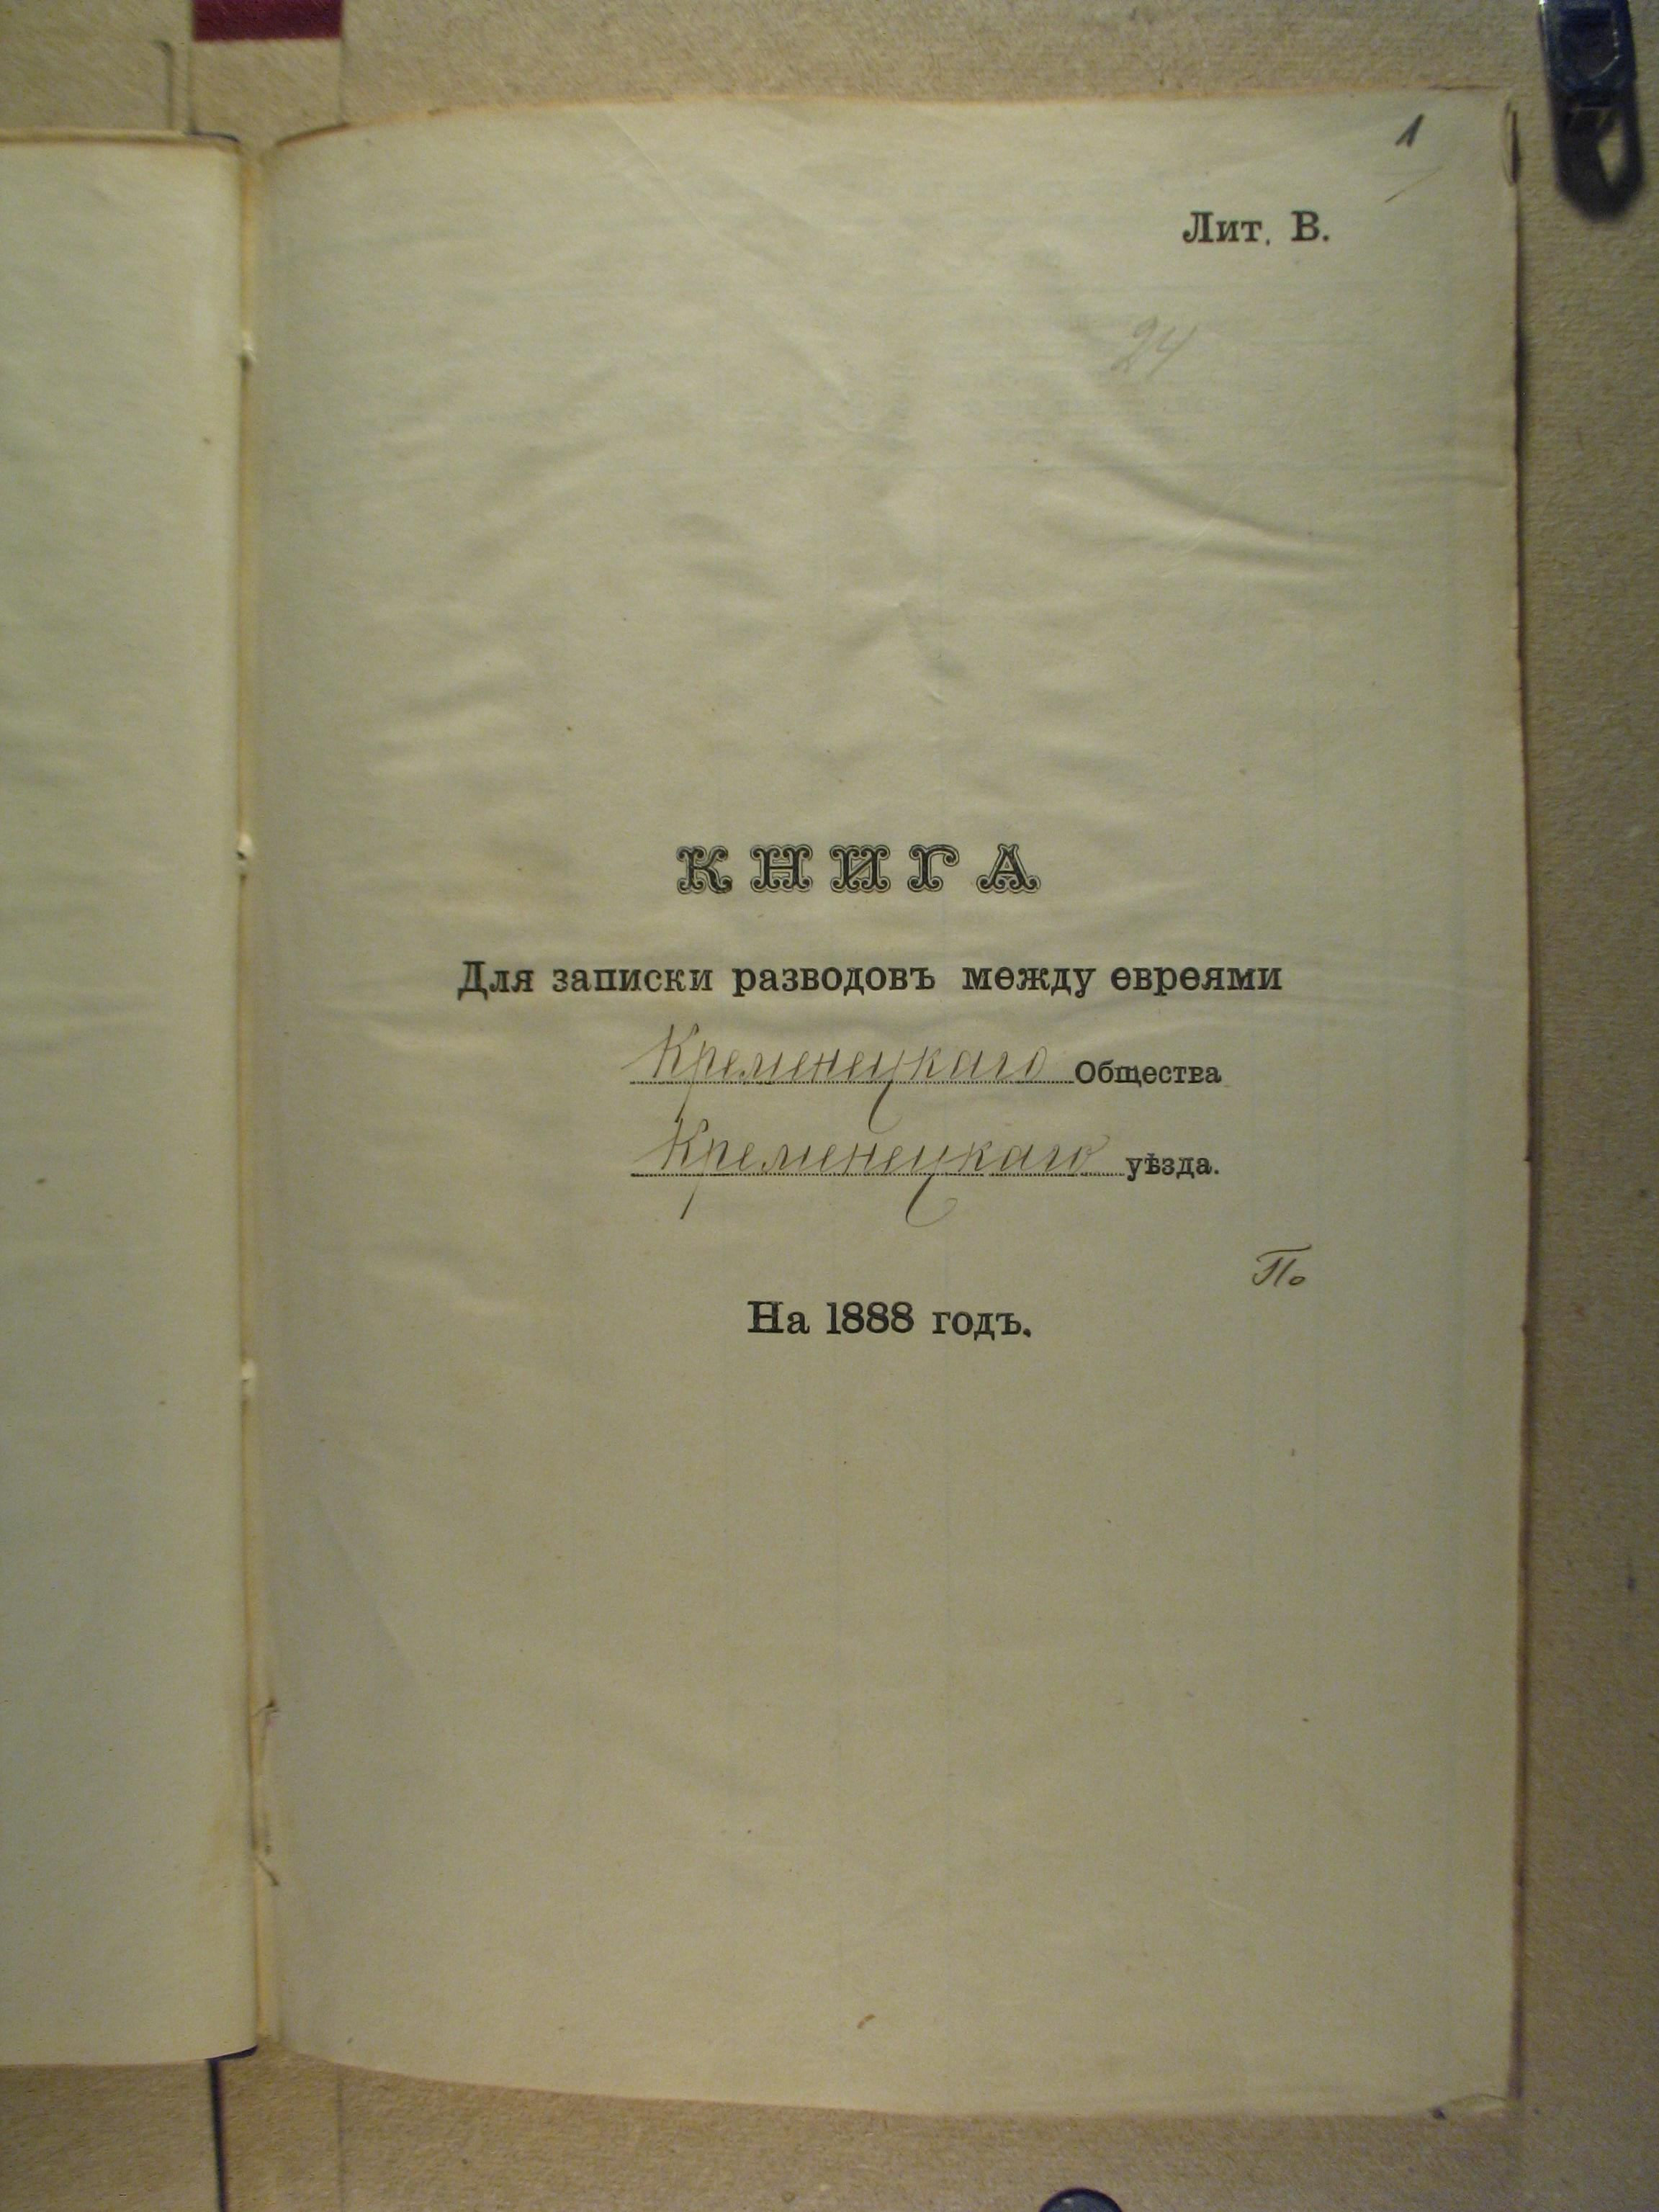 1
Лит. В.
24
КНИГА
Для записки разводовъ между евреями
Кременецкаго Общества
Кременецкаго уѣзда.
По
На 1888 годъ.